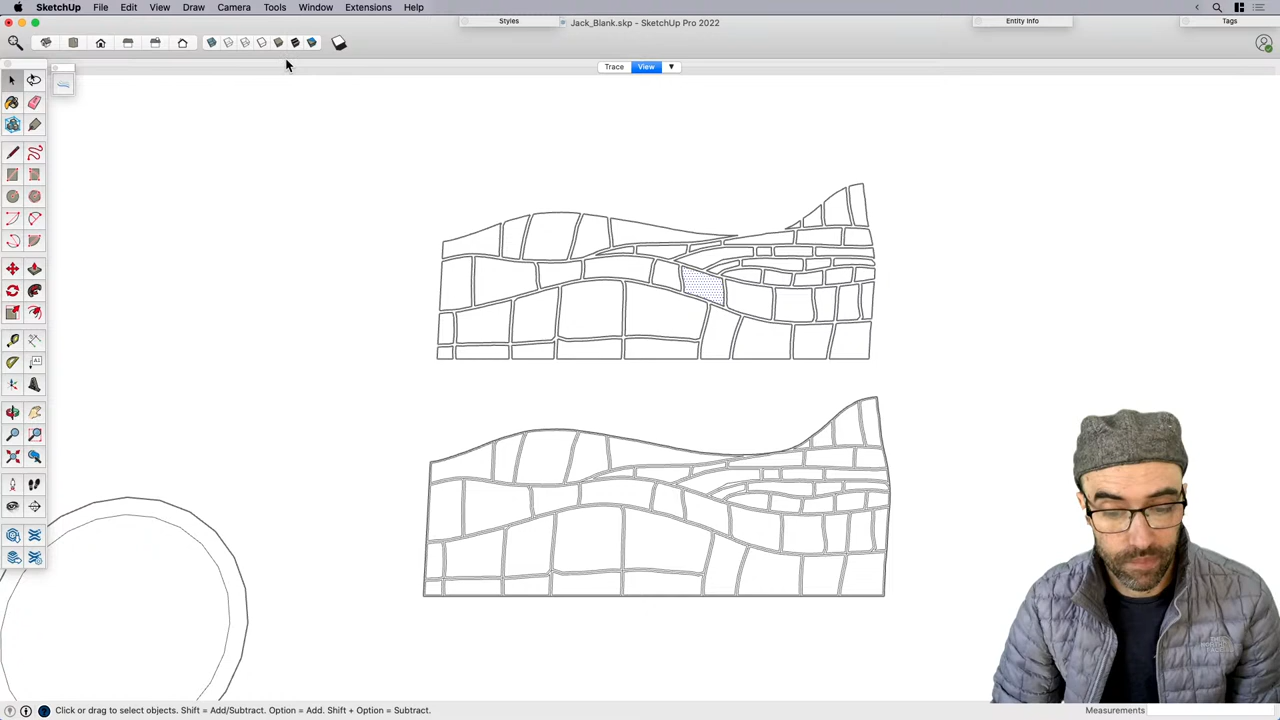 SketchUp File Edit View Draw Camera Tools Window Extensions Help
Styles
Jack_Blank.skp - SketchUp Pro 2022
Entity Info
Tags
Trace View ▼
A1
Click or drag to select objects. Shift = Add/Subtract. Option = Add. Shift + Option = Subtract.
Measurements